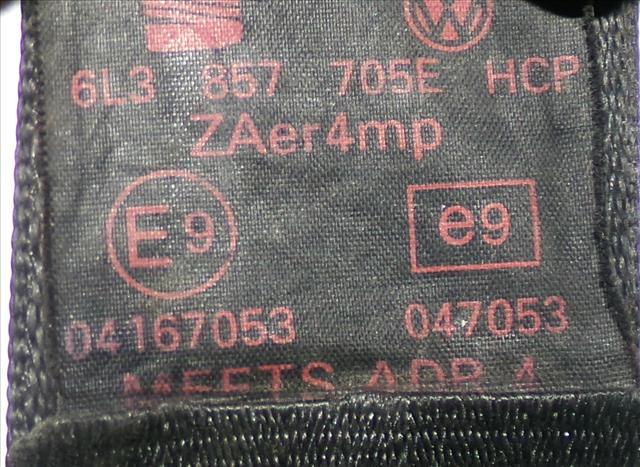 6L3 857 705E HCP
ZAer4mp
E9 e9
04167053 047053
MEETS ADR 4